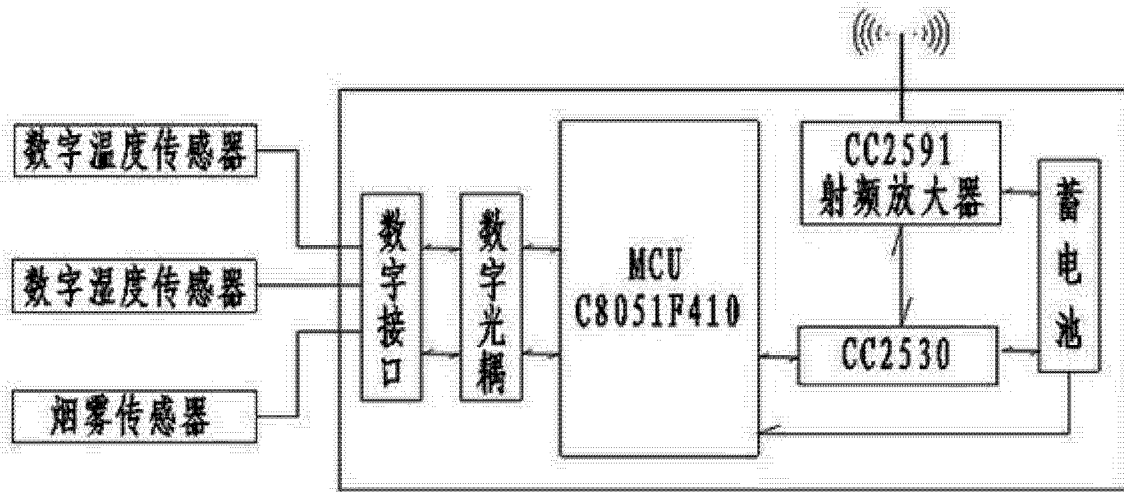 数字温度传感器
数字湿度传感器
烟雾传感器
数字接口
数字光耦
MCU
C8051F410
CC2591
射频放大器
CC2530
蓄电池